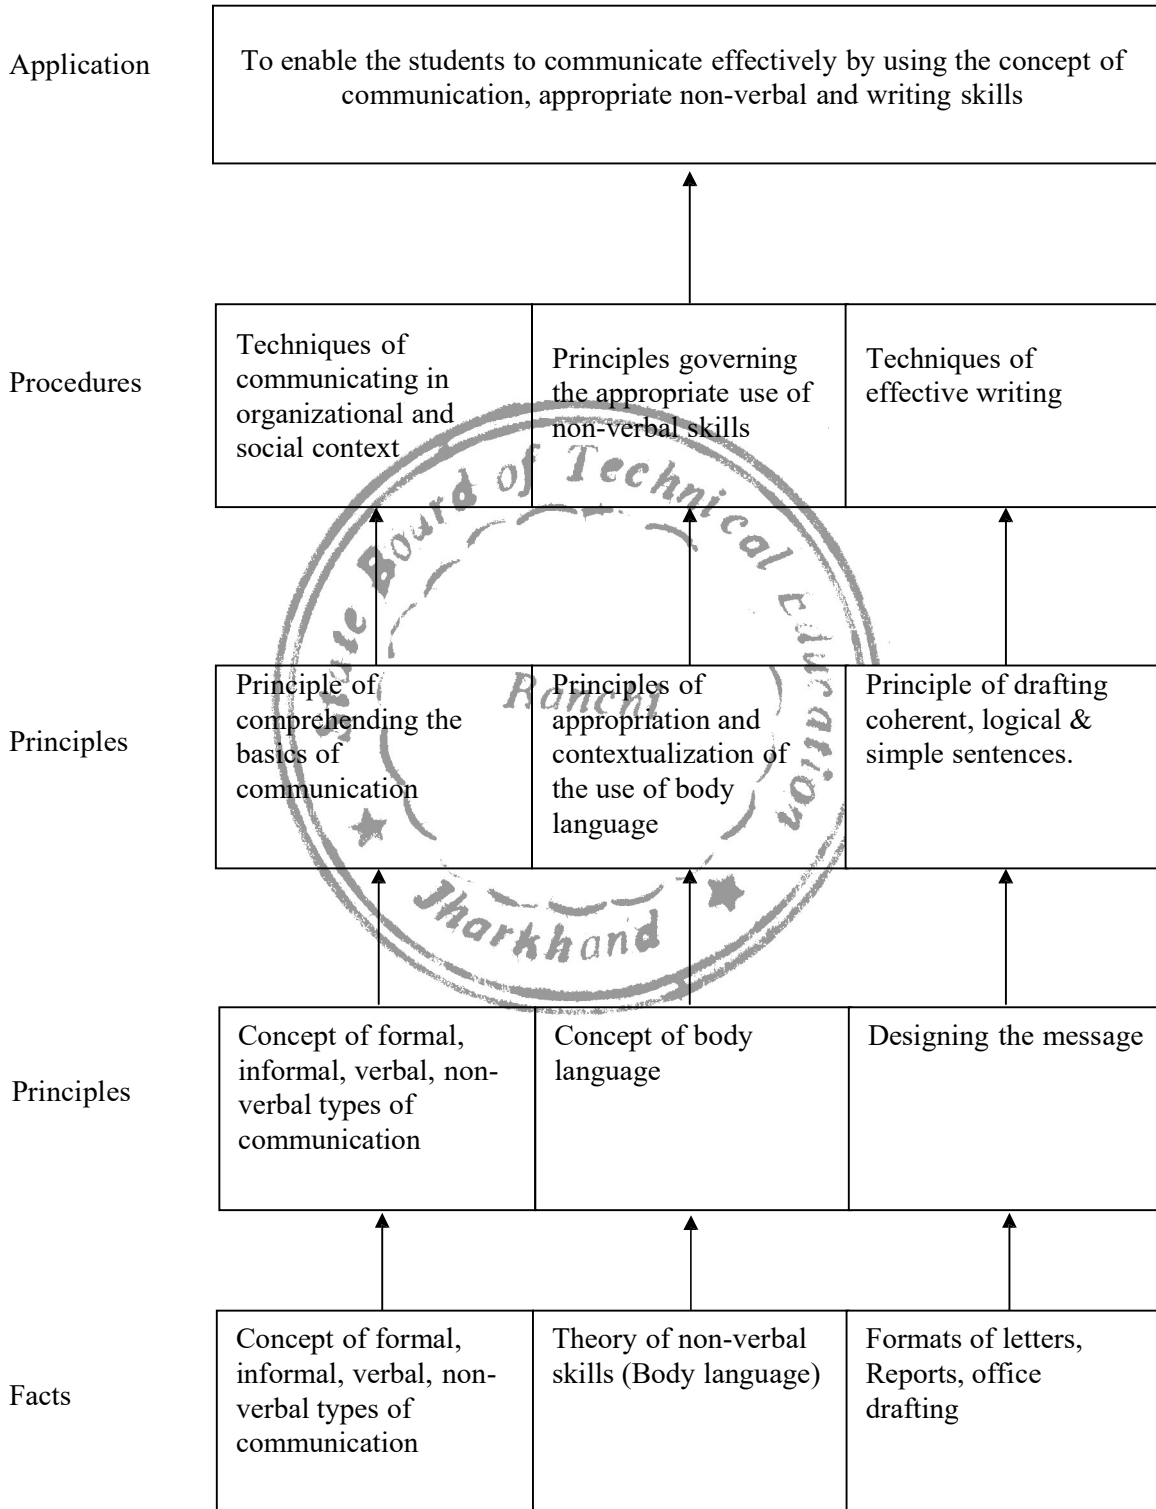 Application
To enable the students to communicate effectively by using the concept of
communication, appropriate non-verbal and writing skills
Procedures
Techniques of
communicating in
organizational and
social context
Principles governing
the appropriate use of
non-verbal skills
Techniques of
effective writing
Principles
Principle of
comprehending the
basics of
communication
Principles of
appropriation and
contextualization of
the use of body
language
Principle of drafting
coherent, logical &
simple sentences.
Principles
Concept of formal,
informal, verbal, non-
verbal types of
communication
Concept of body
language
Designing the message
Facts
Concept of formal,
informal, verbal, non-
verbal types of
communication
Theory of non-verbal
skills (Body language)
Formats of letters,
Reports, office
drafting
State Board of Technical Education
Ranchi
Jharkhand